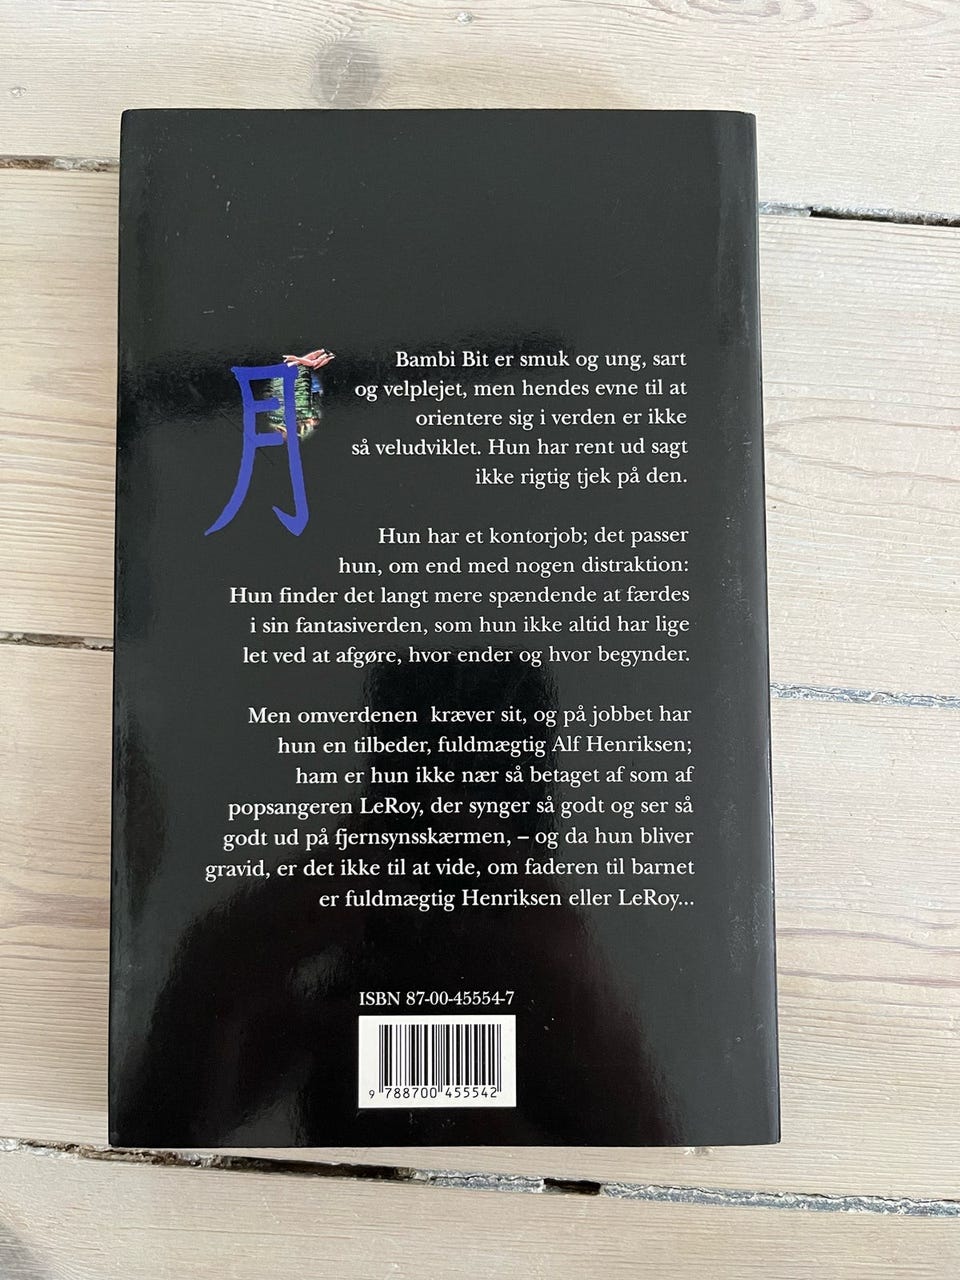 月
Bambi Bit er smuk og ung, sart
og velplejet, men hendes evne til at
orientere sig i verden er ikke
så veludviklet. Hun har rent ud sagt
ikke rigtig tjek på den.
Hun har et kontorjob; det passer
hun, om end med nogen distraktion:
Hun finder det langt mere spændende at færdes
i sin fantasiverden, som hun ikke altid har lige
let ved at afgøre, hvor ender og hvor begynder.
Men omverdenen kræver sit, og på jobbet har
hun en tilbeder, fuldmægtig Alf Henriksen;
ham er hun ikke nær så betaget af som af
popsangeren LeRoy, der synger så godt og ser så
godt ud på fjernsynsskærmen, – og da hun bliver
gravid, er det ikke til at vide, om faderen til barnet
er fuldmægtig Henriksen eller LeRoy...
ISBN 87-00-45554-7
9 788700 455542